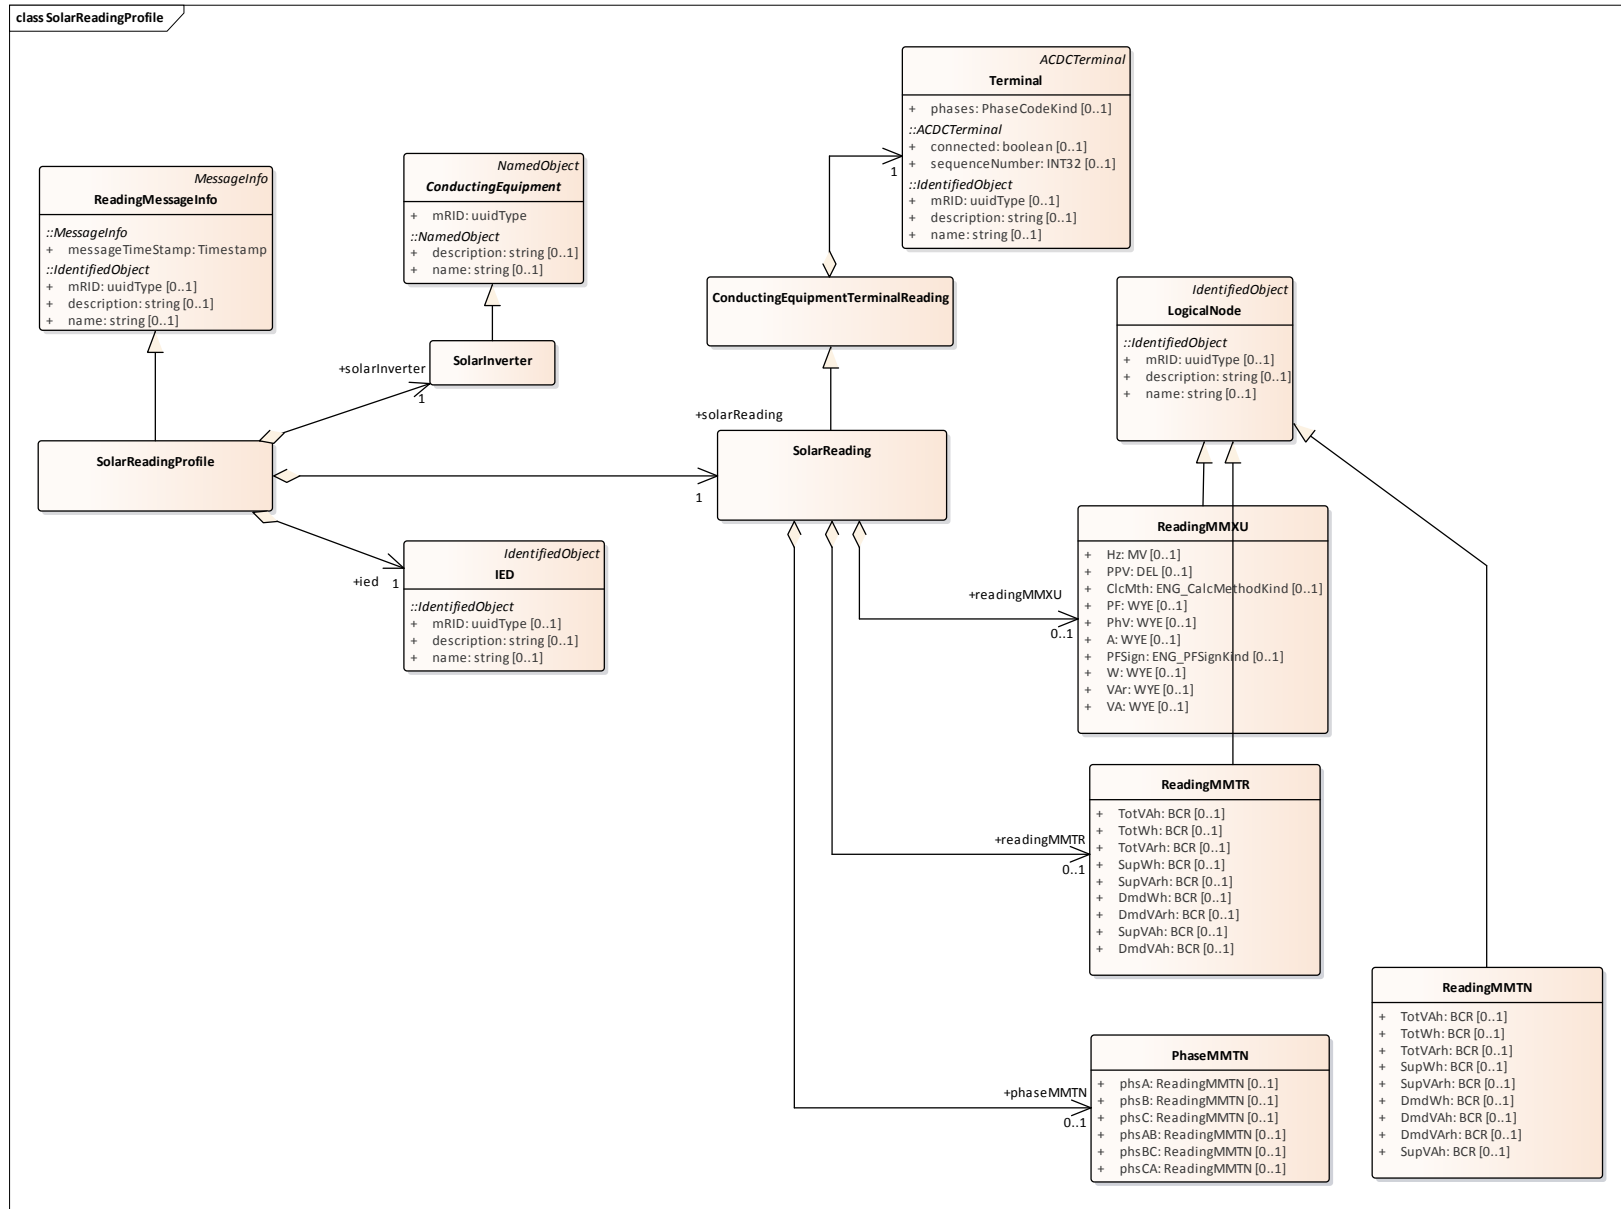 class SolarReadingProfile
ACDCTerminal
Terminal
+ phases: PhaseCodeKind [0..1]
::ACDCTerminal
+ connected: boolean [0..1]
+ sequenceNumber: INT32 [0..1]
::IdentifiedObject
+ mRID: uuidType [0..1]
+ description: string [0..1]
+ name: string [0..1]
1
MessageInfo
ReadingMessageInfo
::MessageInfo
+ messageTimeStamp: Timestamp
::IdentifiedObject
+ mRID: uuidType [0..1]
+ description: string [0..1]
+ name: string [0..1]
NamedObject
ConductingEquipment
+ mRID: uuidType
::NamedObject
+ description: string [0..1]
+ name: string [0..1]
ConductingEquipmentTerminalReading
IdentifiedObject
LogicalNode
::IdentifiedObject
+ mRID: uuidType [0..1]
+ description: string [0..1]
+ name: string [0..1]
SolarInverter
+solarInverter
1
+solarReading
1
SolarReadingProfile
SolarReading
IdentifiedObject
IED
::IdentifiedObject
+ mRID: uuidType [0..1]
+ description: string [0..1]
+ name: string [0..1]
+ied
1
ReadingMMXU
+ Hz: MV [0..1]
+ PPV: DEL [0..1]
+ ClcMth: ENG_CalcMethodKind [0..1]
+ PF: WYE [0..1]
+ PhV: WYE [0..1]
+ A: WYE [0..1]
+ PFSign: ENG_PFSignKind [0..1]
+ W: WYE [0..1]
+ VAr: WYE [0..1]
+ VA: WYE [0..1]
+readingMMXU
0..1
ReadingMMTR
+ TotVAh: BCR [0..1]
+ TotWh: BCR [0..1]
+ TotVArh: BCR [0..1]
+ SupWh: BCR [0..1]
+ SupVArh: BCR [0..1]
+ DmdWh: BCR [0..1]
+ DmdVArh: BCR [0..1]
+ SupVAh: BCR [0..1]
+ DmdVAh: BCR [0..1]
+readingMMTR
0..1
ReadingMMTN
+ TotVAh: BCR [0..1]
+ TotWh: BCR [0..1]
+ TotVArh: BCR [0..1]
+ SupWh: BCR [0..1]
+ SupVArh: BCR [0..1]
+ DmdWh: BCR [0..1]
+ DmdVAh: BCR [0..1]
+ DmdVArh: BCR [0..1]
+ SupVAh: BCR [0..1]
PhaseMMTN
+ phsA: ReadingMMTN [0..1]
+ phsB: ReadingMMTN [0..1]
+ phsC: ReadingMMTN [0..1]
+ phsAB: ReadingMMTN [0..1]
+ phsBC: ReadingMMTN [0..1]
+ phsCA: ReadingMMTN [0..1]
+phaseMMTN
0..1